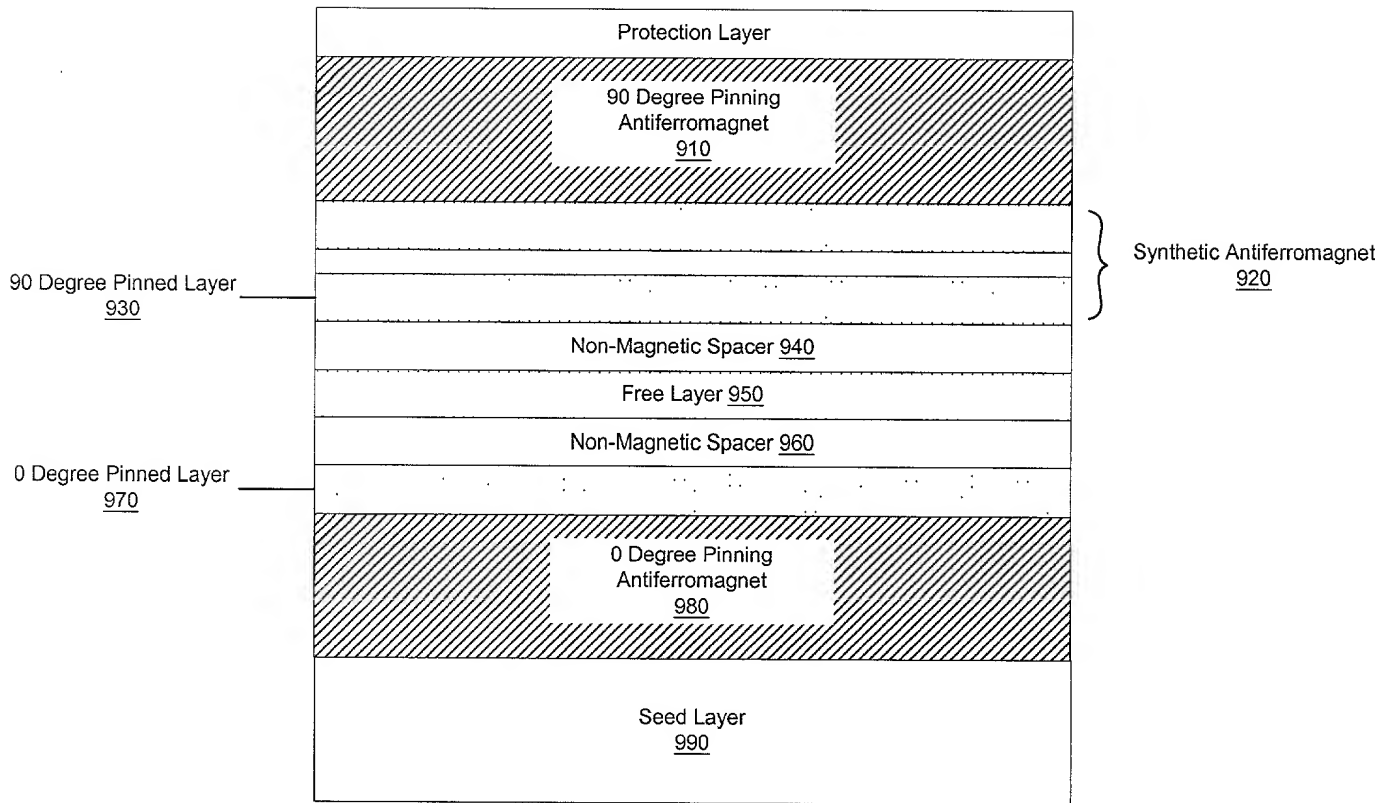 Protection Layer
90 Degree Pinning
Antiferromagnet
910
Synthetic Antiferromagnet
920
90 Degree Pinned Layer
930
Non-Magnetic Spacer 940
Free Layer 950
Non-Magnetic Spacer 960
0 Degree Pinned Layer
970
0 Degree Pinning
Antiferromagnet
980
Seed Layer
990